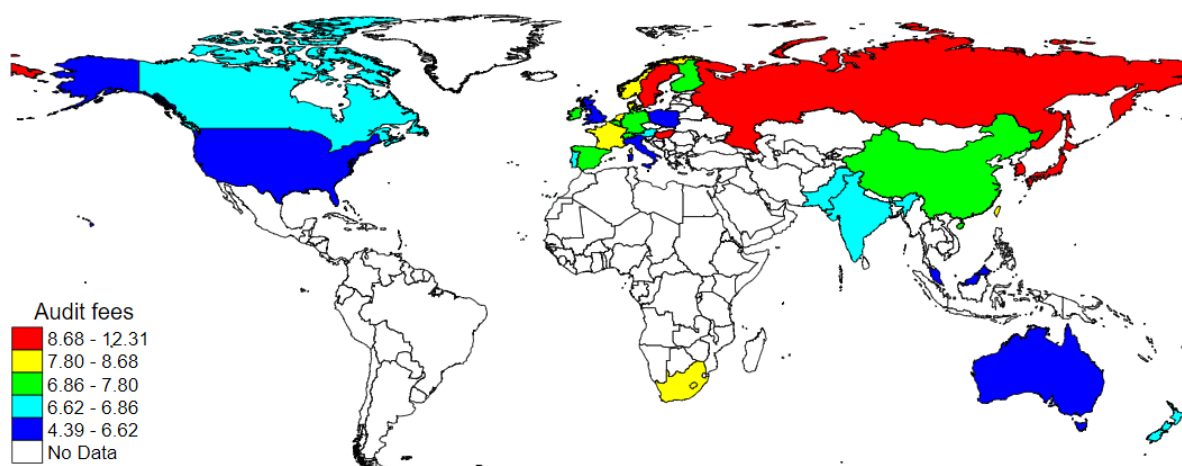 Audit fees
8.68 - 12.31
7.80 - 8.68
6.86 - 7.80
6.62 - 6.86
4.39 - 6.62
No Data